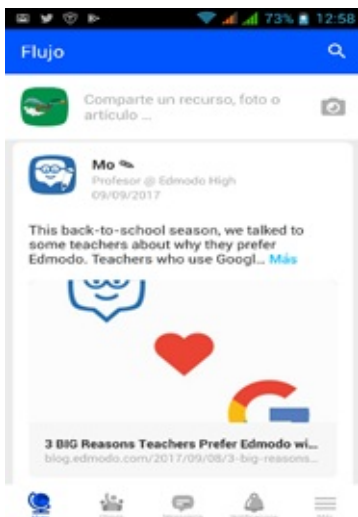 73% 12:58
Flujo
Comparte un recurso, foto o
artículo ...
Mo
Profesor @ Edmodo High
09/09/2017
This back-to-school season, we talked to
some teachers about why they prefer
Edmodo. Teachers who use Googl... Más
3 BIG Reasons Teachers Prefer Edmodo wi...
blog.edmodo.com/2017/09/08/3-big-reasons...